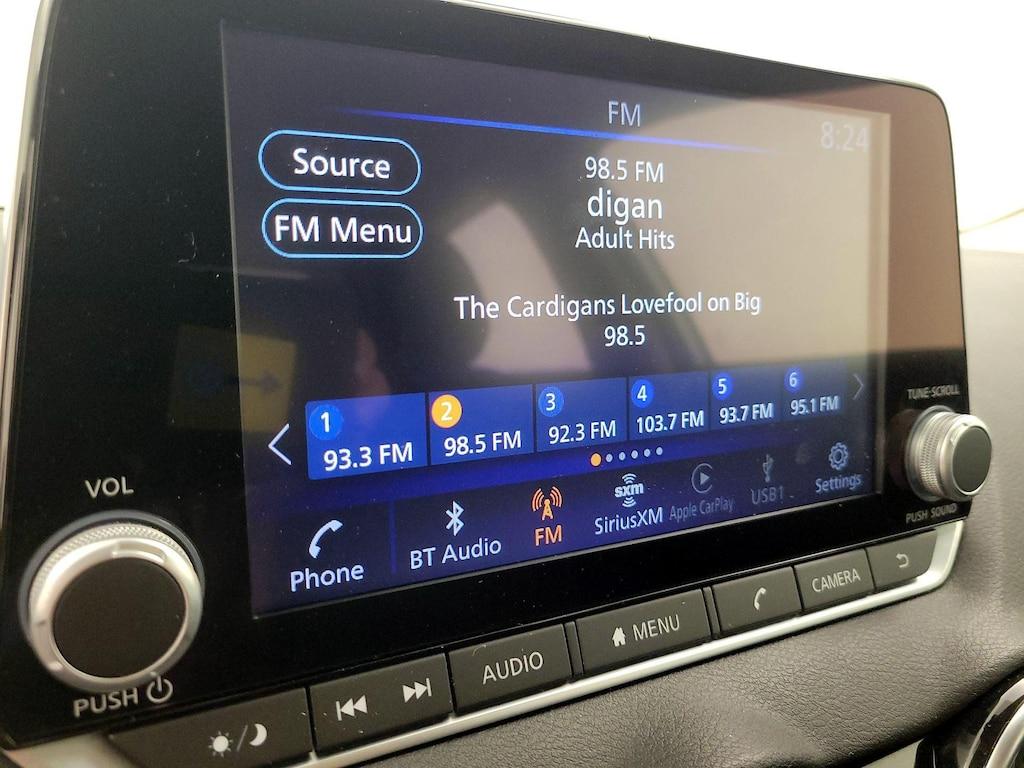 FM
8:24
Source
98.5 FM
digan
FM Menu
Adult Hits
The Cardigans Lovefool on Big
98.5
1
93.3 FM
2
98.5 FM
3
92.3 FM
4
103.7 FM
5
93.7 FM
6
95.1 FM
Phone
BT Audio
FM
sxm
SiriusXM
Apple CarPlay
USB1
Settings
TUNE·SCROLL
PUSH SOUND
VOL
PUSH
AUDIO
MENU
CAMERA